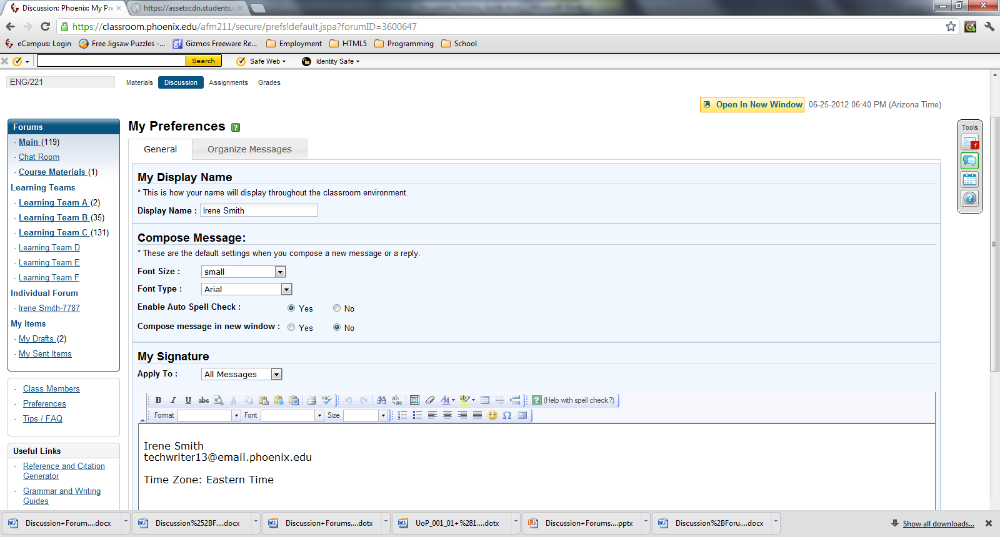 Discussion: Phoenix: My Pre
https://assetscdn.students.
https://classroom.phoenix.edu/afm211/secure/prefs!default.jspa?forumID=3600647
eCampus: Login Free Jigsaw Puzzles -... Gizmos Freeware Re... Employment HTML5 Programming School
Search Safe Web Identity Safe
ENG/221 Materials Discussion Assignments Grades
Open In New Window 06-25-2012 06:40 PM (Arizona Time)
Forums
Main (119)
Chat Room
Course Materials (1)
Learning Teams
Learning Team A (2)
Learning Team B (35)
Learning Team C (131)
Learning Team D
Learning Team E
Learning Team F
Individual Forum
Irene Smith-7787
My Items
My Drafts (2)
My Sent Items
Class Members
Preferences
Tips / FAQ
Useful Links
Reference and Citation
Generator
Grammar and Writing
Guides
My Preferences ?
General Organize Messages
My Display Name
* This is how your name will display throughout the classroom environment.
Display Name : Irene Smith
Compose Message:
* These are the default settings when you compose a new message or a reply.
Font Size : small
Font Type : Arial
Enable Auto Spell Check : Yes No
Compose message in new window : Yes No
My Signature
Apply To : All Messages
B I U abc ABC (Help with spell check?)
Format Font Size
Irene Smith
techwriter13@email.phoenix.edu
Time Zone: Eastern Time
Tools
1
Discussion+Forum....docx Discussion%252BF....docx Discussion+Forums....dotx UoP_001_01+%281....dotx Discussion+Forums....pptx Discussion%2BForu....docx Show all downloads...